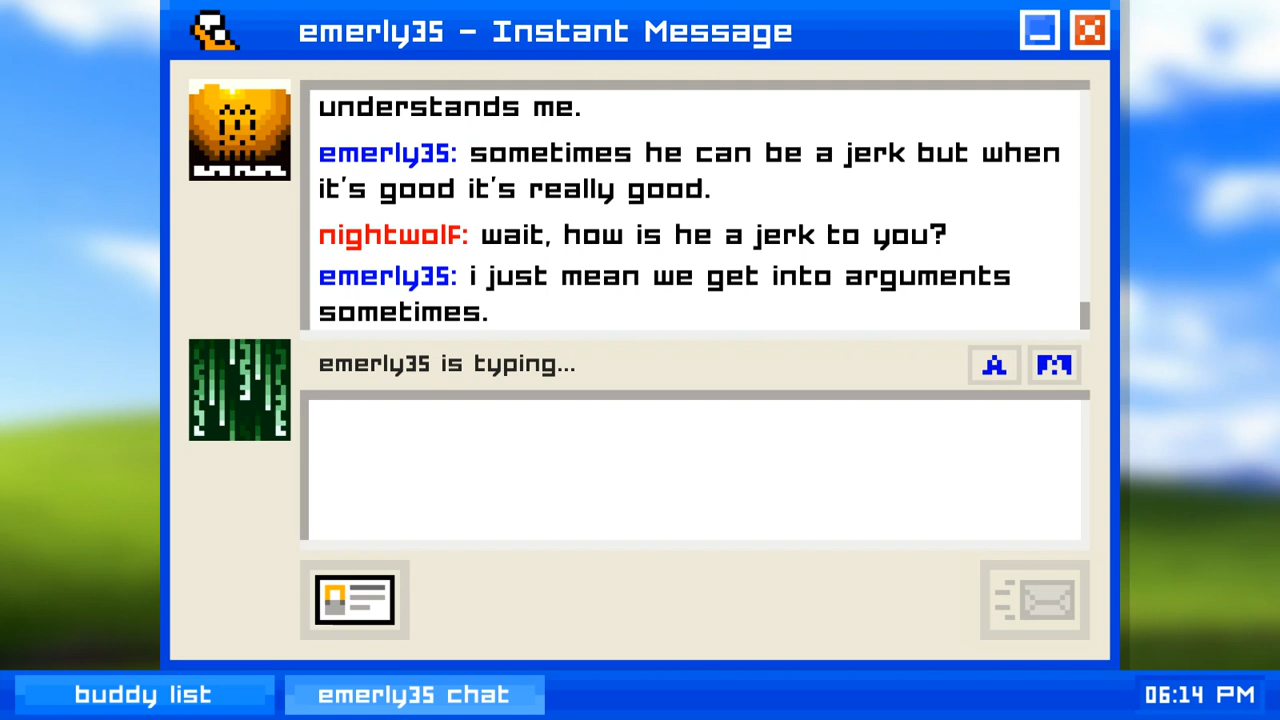 emerly35 – Instant Message
understands me.
emerly35: sometimes he can be a jerk but when
it's good it's really good.
nightwolf: wait, how is he a jerk to you?
emerly35: i just mean we get into arguments
sometimes.
emerly35 is typing...
A
buddy list
emerly35 chat
06:14 PM